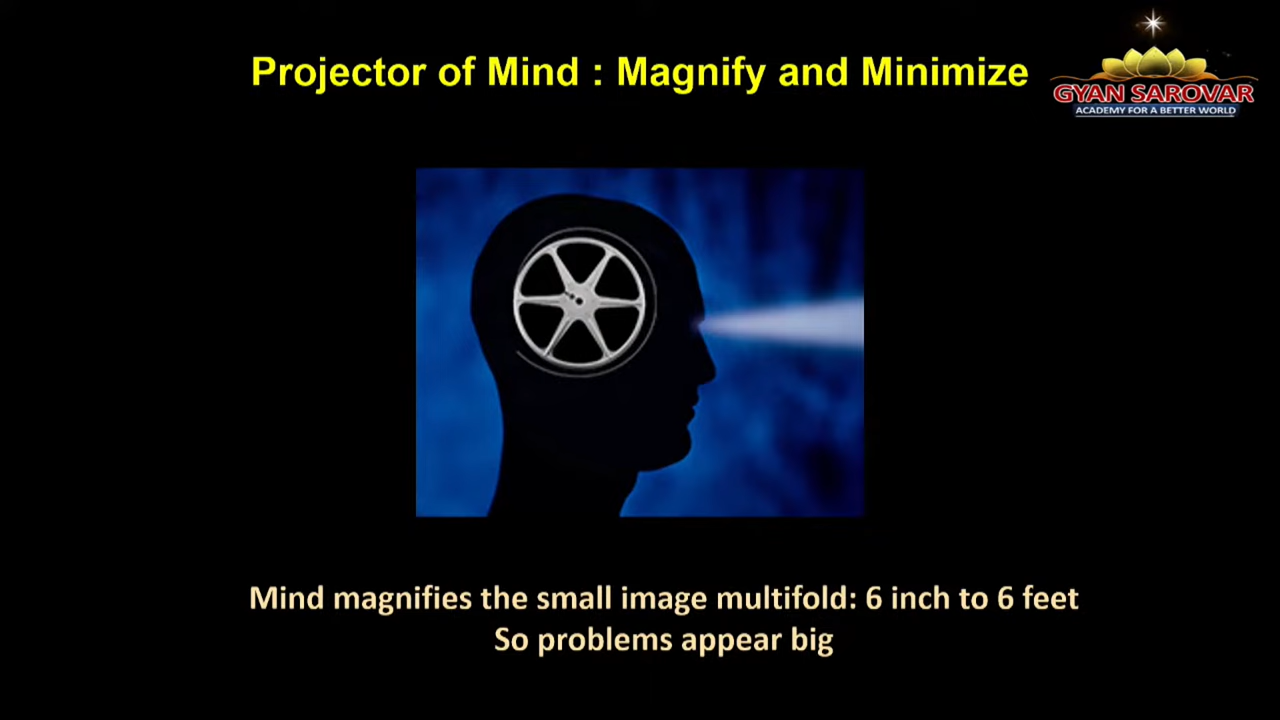 Projector of Mind : Magnify and Minimize
GYAN SAROVAR
ACADEMY FOR A BETTER WORLD
Mind magnifies the small image multifold: 6 inch to 6 feet
So problems appear big